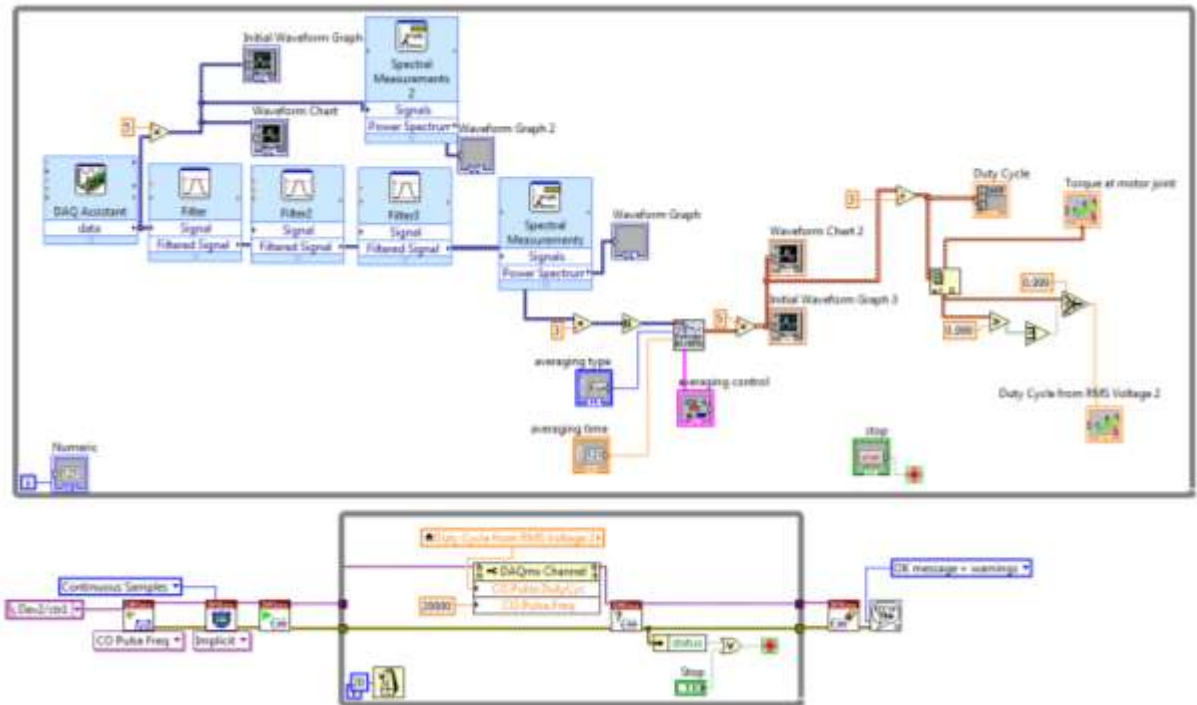 Initial Waveform Graph
Spectral
Measurements
2
Signals
Power Spectrum
Waveform Chart
Waveform Graph 2
5
DAQ Assistant
data
Filter
Signal
Filtered Signal
Filter2
Signal
Filtered Signal
Filter3
Signal
Filtered Signal
Spectral
Measurements
Signals
Power Spectrum
Waveform Graph
Duty Cycle
Torque at motor joint
3
Waveform Chart 2
Initial Waveform Graph 3
3
averaging type
averaging control
averaging time
Duty Cycle from RMS Voltage 2
stop
Numeric
i
Duty Cycle from RMS Voltage 2
DAQmx Channel
CO.Pulse.DutyCyc
CO.Pulse.Freq
20000
Continuous Samples
Dev2/ctr1
CO Pulse Freq
Implicit
status
Stop
OK message + warnings